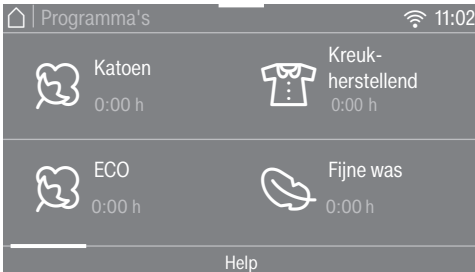 Programma's
11:02
Katoen
0:00 h
Kreuk-
herstellend
0:00 h
ECO
0:00 h
Fijne was
0:00 h
Help